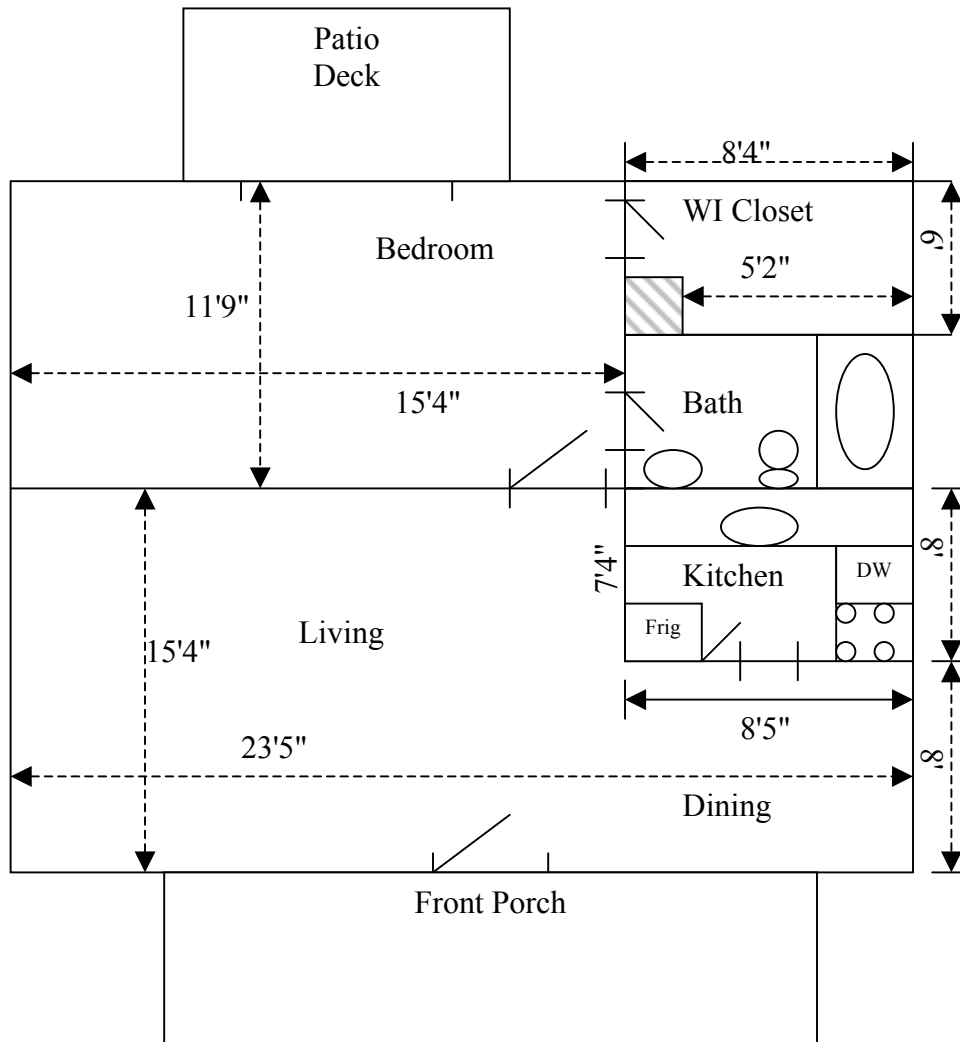 Patio
Deck
8'4"
WI Closet
6'
Bedroom
5'2"
11'9"
15'4"
Bath
8'
7'4"
Kitchen
DW
Frig
Living
15'4"
8'5"
23'5"
8'
Dining
Front Porch